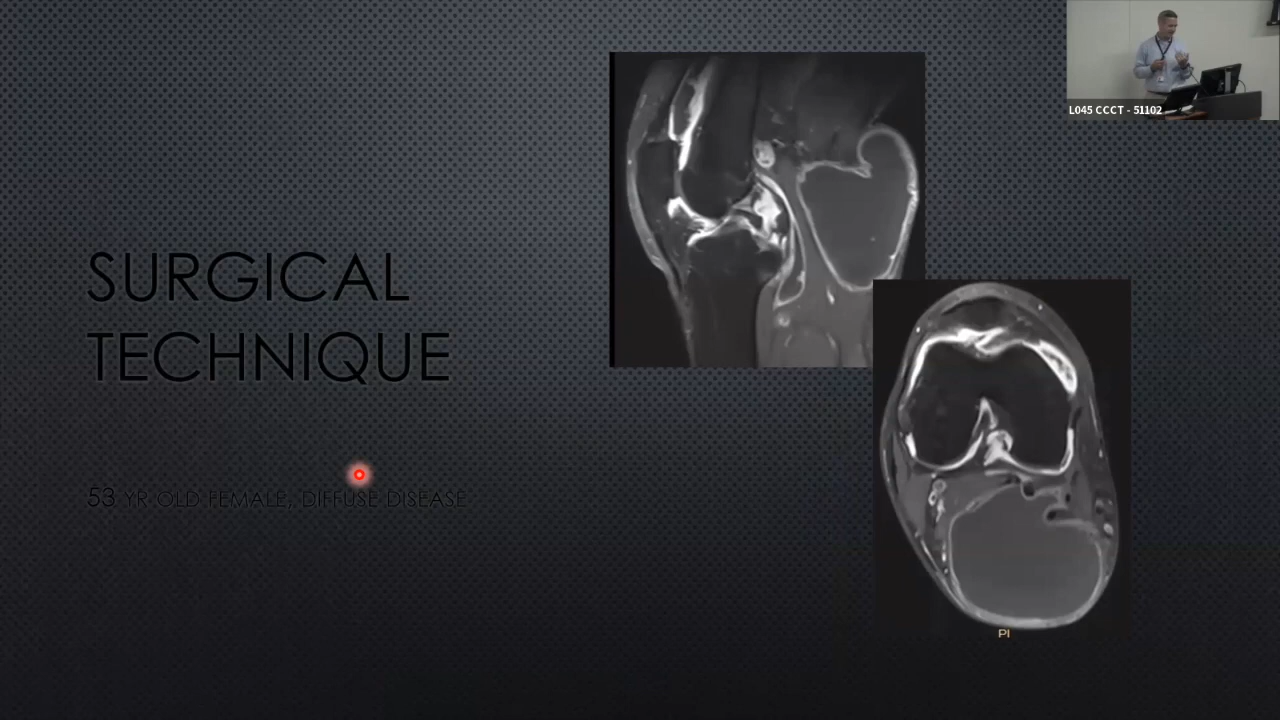 SURGICAL
TECHNIQUE
53 YR OLD FEMALE, DIFFUSE DISEASE
L045 CCCT - 51102
PI